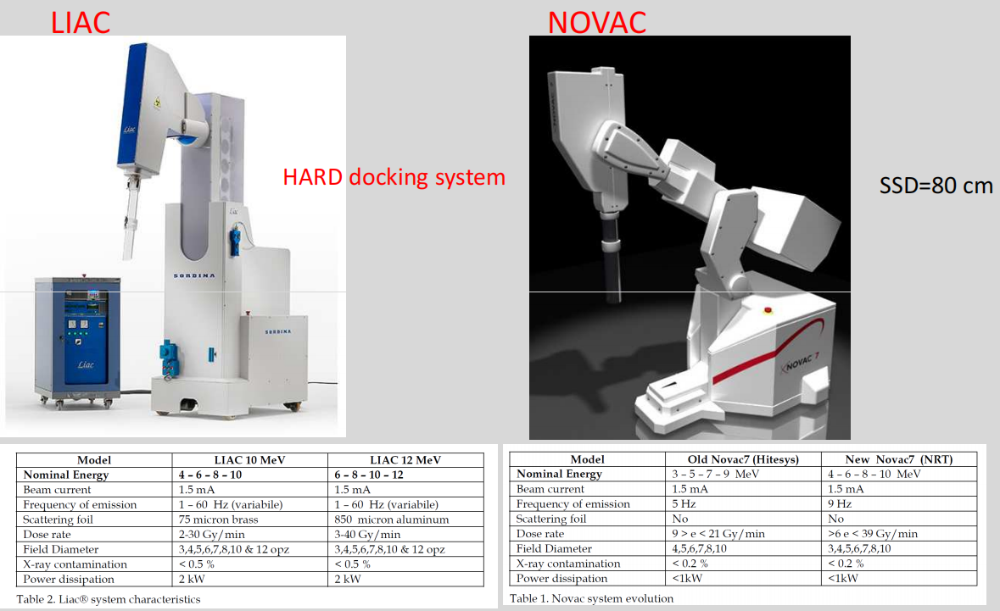 LIAC
NOVAC
HARD docking system
SSD=80 cm
Liac
Liac
SORDINA
SORDINA
Liac
NOVAC
NOVAC 7
Model LIAC 10 MeV LIAC 12 MeV
Nominal Energy 4 – 6 – 8 – 10 6 – 8 – 10 – 12
Beam current 1.5 mA 1.5 mA
Frequency of emission 1 – 60 Hz (variabile) 1 – 60 Hz (variabile)
Scattering foil 75 micron brass 850 micron aluminum
Dose rate 2-30 Gy/min 3-40 Gy/min
Field Diameter 3,4,5,6,7,8,10 & 12 opz 3,4,5,6,7,8,10 & 12 opz
X-ray contamination < 0.5 % < 0.5 %
Power dissipation 2 kW 2 kW
Table 2. Liac® system characteristics
Model Old Novac7 (Hitesys) New Novac7 (NRT)
Nominal Energy 3 – 5 – 7 – 9 MeV 4 – 6 – 8 – 10 MeV
Beam current 1.5 mA 1.5 mA
Frequency of emission 5 Hz 9 Hz
Scattering foil No No
Dose rate 9 > e < 21 Gy/min >6 e < 39 Gy/min
Field Diameter 4,5,6,7,8,10 3,4,5,6,7,8,10
X-ray contamination < 0.2 % < 0.2 %
Power dissipation <1kW <1kW
Table 1. Novac system evolution